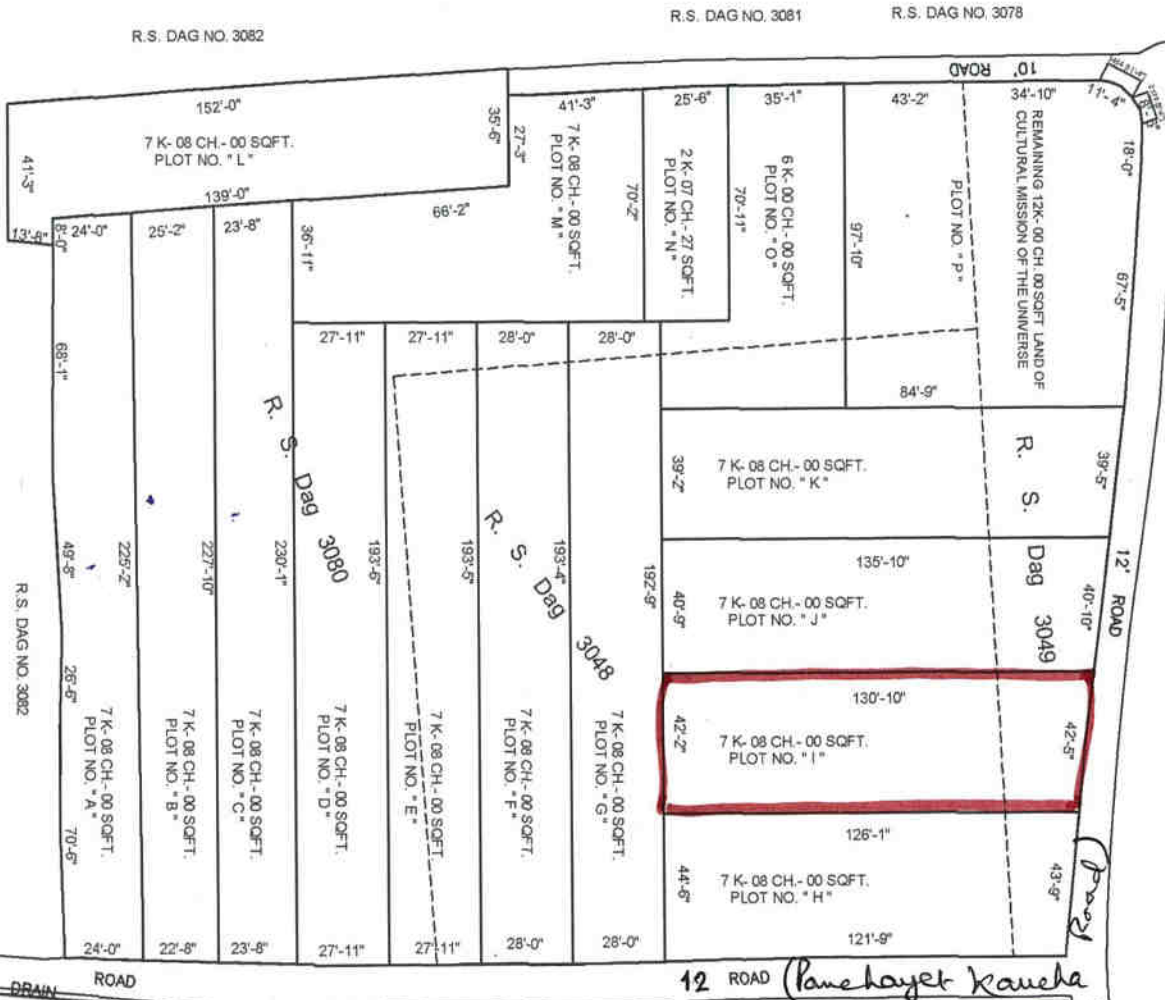 R.S. DAG NO. 3082
R.S. DAG NO. 3081
R.S. DAG NO. 3078
10' ROAD
152'-0"
7 K- 08 CH.- 00 SQFT.
PLOT NO. " L "
35'-6"
41'-3"
139'-0"
13'-8"
8'-0"
41'-3"
27'-3"
7 K- 08 CH.- 00 SQFT.
PLOT NO. " M "
70'-2"
66'-2"
36'-11"
25'-6"
2 K- 07 CH.- 27 SQFT.
PLOT NO. " N "
70'-11"
35'-1"
6 K- 00 CH.- 00 SQFT.
PLOT NO. " O "
97'-10"
43'-2"
PLOT NO. " P "
34'-10"
REMAINING 12K- 00 CH. 00 SQFT LAND OF
CULTURAL MISSION OF THE UNIVERSE
11'-4"
18'-0"
67'-5"
84'-9"
24'-0"
25'-2"
23'-8"
27'-11"
27'-11"
28'-0"
28'-0"
68'-1"
49'-8"
26'-6"
70'-6"
225'-2"
227'-10"
230'-1"
193'-6"
193'-5"
193'-4"
192'-9"
R. S. Dag 3080
R. S. Dag 3048
R. S. Dag 3049
39'-2"
7 K- 08 CH.- 00 SQFT.
PLOT NO. " K "
39'-5"
135'-10"
40'-9"
7 K- 08 CH.- 00 SQFT.
PLOT NO. " J "
40'-10"
12' ROAD
130'-10"
42'-2"
7 K- 08 CH.- 00 SQFT.
PLOT NO. " I "
42'-5"
126'-1"
44'-6"
7 K- 08 CH.- 00 SQFT.
PLOT NO. " H "
43'-9"
121'-9"
R.S. DAG NO. 3082
7 K- 08 CH.- 00 SQFT.
PLOT NO. " A "
7 K- 08 CH.- 00 SQFT.
PLOT NO. " B "
7 K- 08 CH.- 00 SQFT.
PLOT NO. " C "
7 K- 08 CH.- 00 SQFT.
PLOT NO. " D "
7 K- 08 CH.- 00 SQFT.
PLOT NO. " E "
7 K- 08 CH.- 00 SQFT.
PLOT NO. " F "
7 K- 08 CH.- 00 SQFT.
PLOT NO. " G "
24'-0"
22'-8"
23'-8"
27'-11"
27'-11"
28'-0"
28'-0"
DRAIN
ROAD
12 ROAD (Panchayet Kaucha